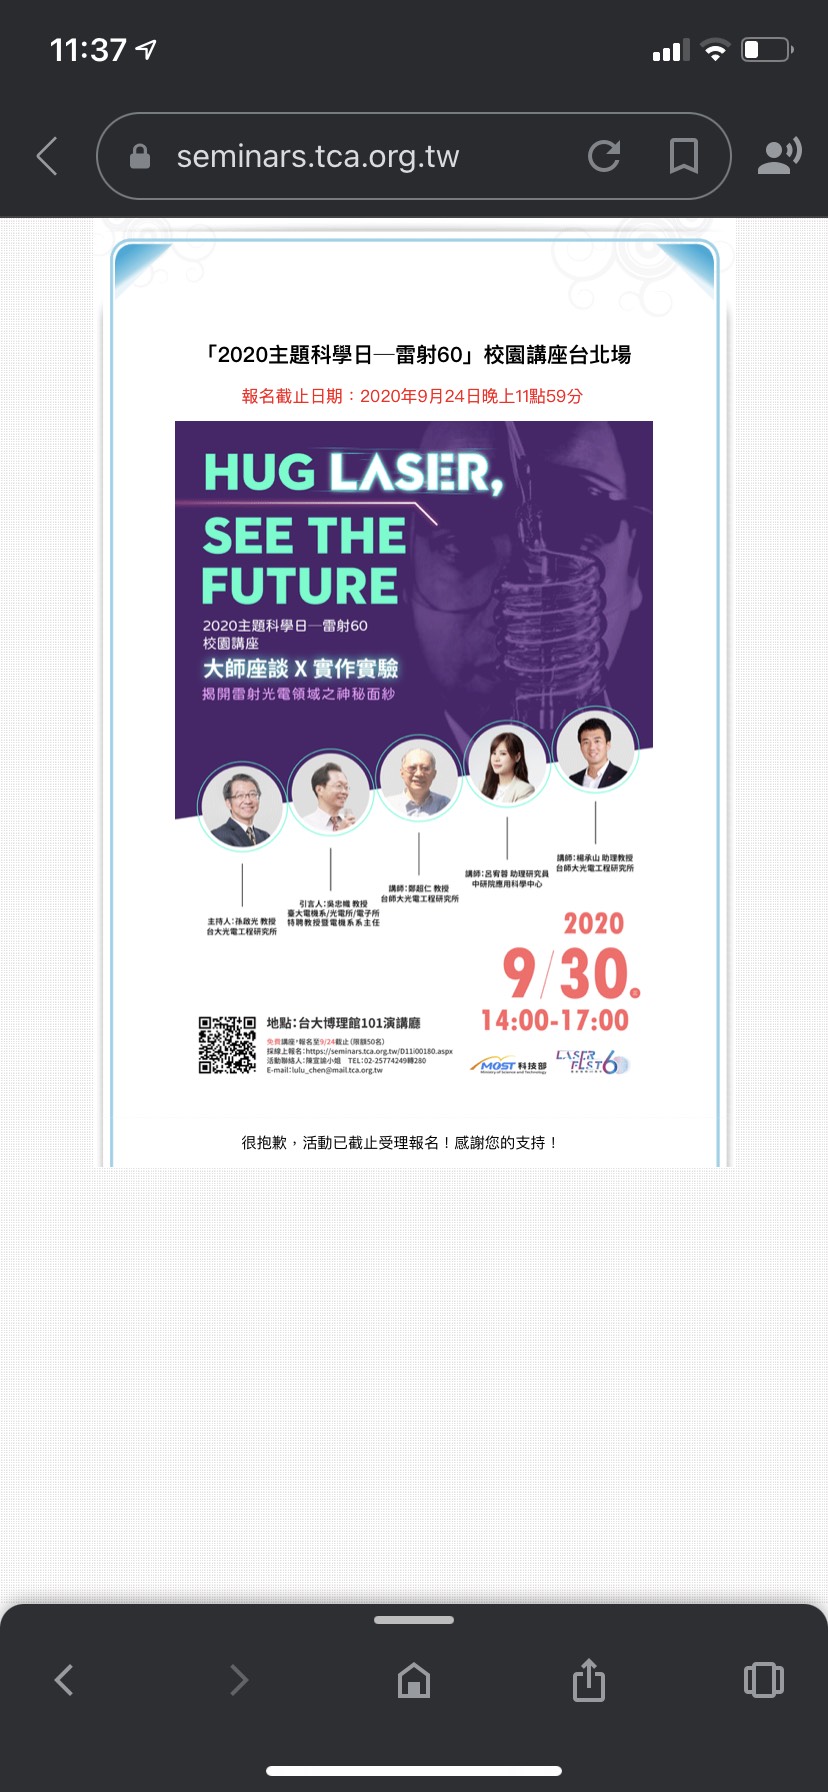 11:37
seminars.tca.org.tw
「2020主題科學日—雷射60」校園講座台北場
報名截止日期：2020年9月24日晚上11點59分
HUG LASER,
SEE THE
FUTURE
2020主題科學日—雷射60
校園講座
大師座談 X 實作實驗
揭開雷射光電領域之神秘面紗
主持人：孫啟光 教授
台大光電工程研究所
引言人：吳忠幟 教授
臺大電機系/光電所/電子所
特聘教授暨電機系系主任
講師：鄭超仁 教授
台師大光電工程研究所
講師：呂宥蓉 助理研究員
中研院應用科學中心
講師：楊承山 助理教授
台師大光電工程研究所
2020
9/30
14:00-17:00
地點：台大博理館101演講廳
免費講座，報名至9/24截止（限額50名）
採線上報名：https://seminars.tca.org.tw/D11i00180.aspx
活動聯絡人：陳宣諭小姐 TEL：02-25774249轉280
E-mail：lulu_chen@mail.tca.org.tw
MOST 科技部
Ministry of Science and Technology
LASER
FEST 60
很抱歉，活動已截止受理報名！感謝您的支持！